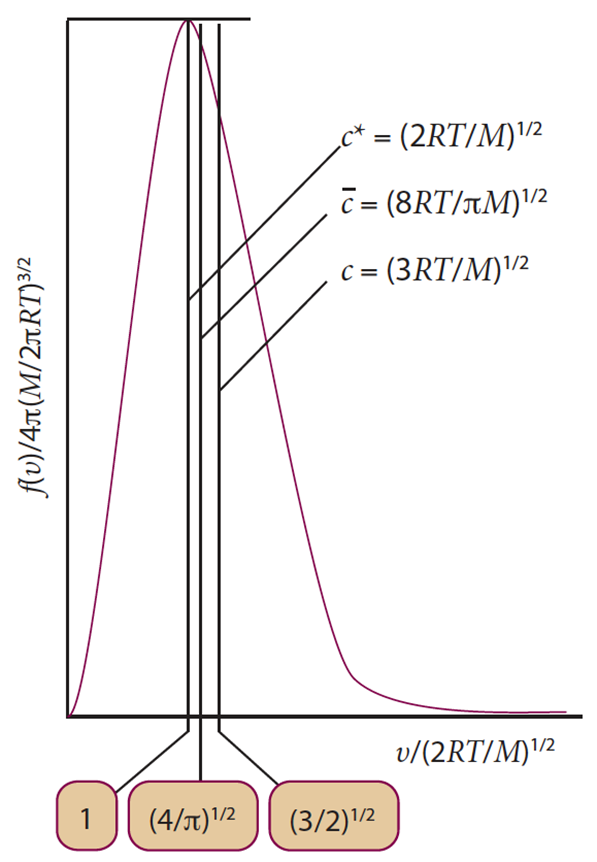 c* = (2RT/M)^1/2
c̄ = (8RT/πM)^1/2
c = (3RT/M)^1/2
f(υ)/4π(M/2πRT)^3/2
υ/(2RT/M)^1/2
1
(4/π)^1/2
(3/2)^1/2